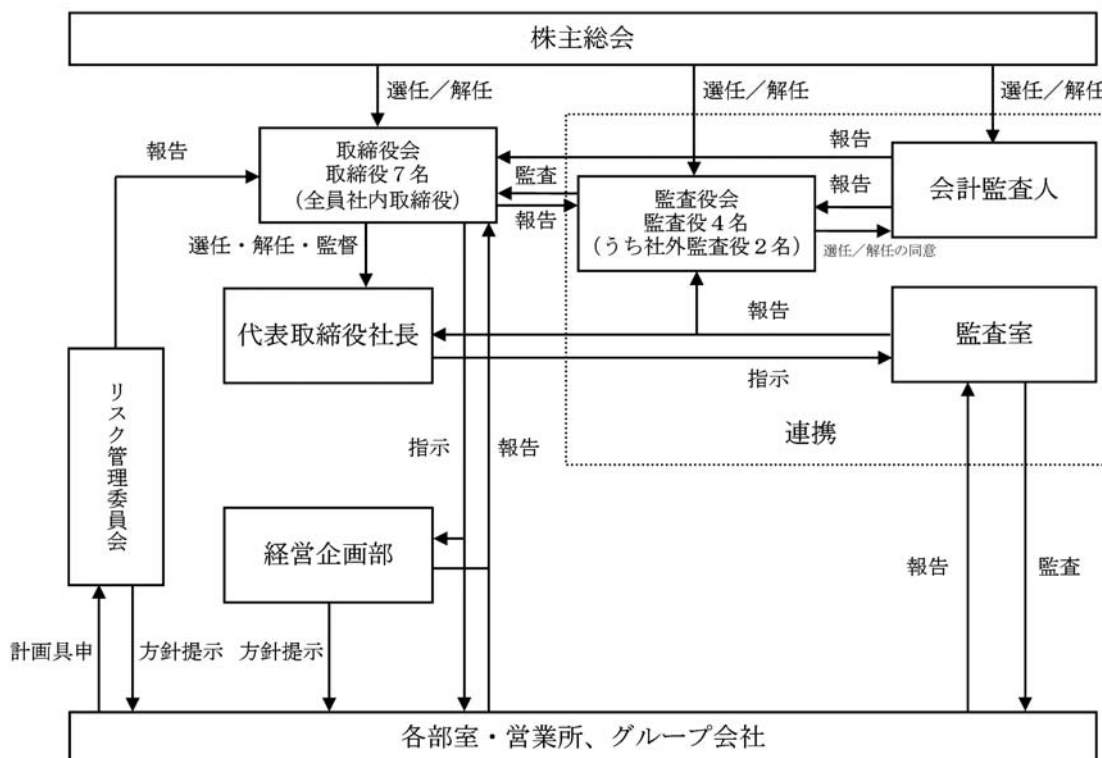 株主総会
選任／解任
選任／解任
選任／解任
報告
取締役会
取締役７名
（全員社内取締役）
報告
監査
報告
報告
監査役会
監査役４名
（うち社外監査役２名）
会計監査人
選任／解任の同意
選任・解任・監督
代表取締役社長
報告
指示
監査室
連携
リスク管理委員会
指示
報告
経営企画部
報告
監査
計画具申
方針提示
方針提示
各部室・営業所、グループ会社